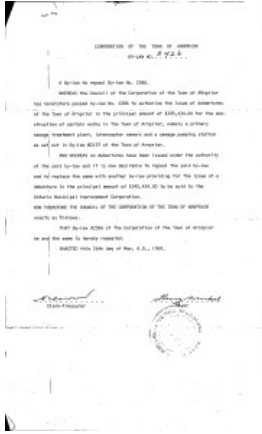 CORPORATION OF THE TOWN OF ARNPRIOR
BY-LAW NO. 3423
A By-law to repeal By-law No. 3306.
WHEREAS the Council of the Corporation of the Town of Arnprior
has heretofore passed by-law No. 3306 to authorize the issue of debentures
of the Town of Arnprior in the principal amount of for the con-
struction of certain works in the Town of Arnprior, namely a primary
sewage treatment plant, interceptor sewers and a sewage pumping station
as set out in By-law of the Town of Arnprior.
AND WHEREAS no debentures have been issued under the authority
of the said by-law and it is now desirable to repeal the said by-law
and to replace the same with another by-law providing for the issue of a
debenture in the principal amount of to be sold to the
Ontario Municipal Improvement Corporation.
NOW THEREFORE THE COUNCIL OF THE CORPORATION OF THE TOWN OF ARNPRIOR
enacts as follows:
THAT By-law of The Corporation of the Town of Arnprior
be and the same is hereby repealed.
ENACTED this day of May, A.D.,
Clerk-Treasurer
Mayor